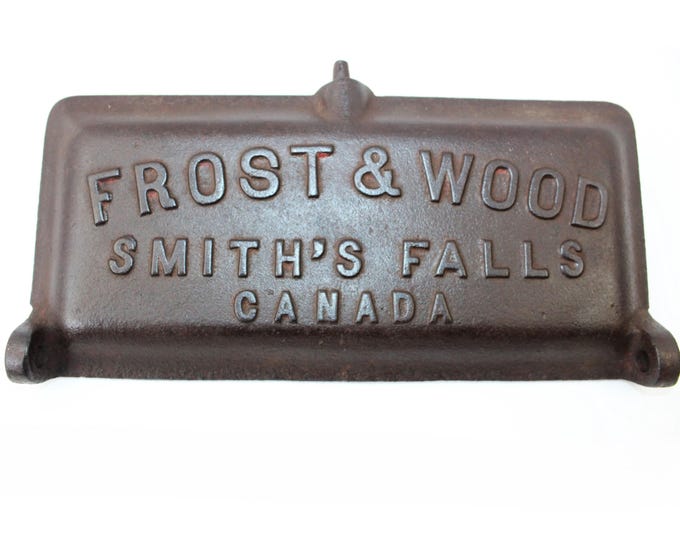 FROST & WOOD
SMITH'S FALLS
CANADA